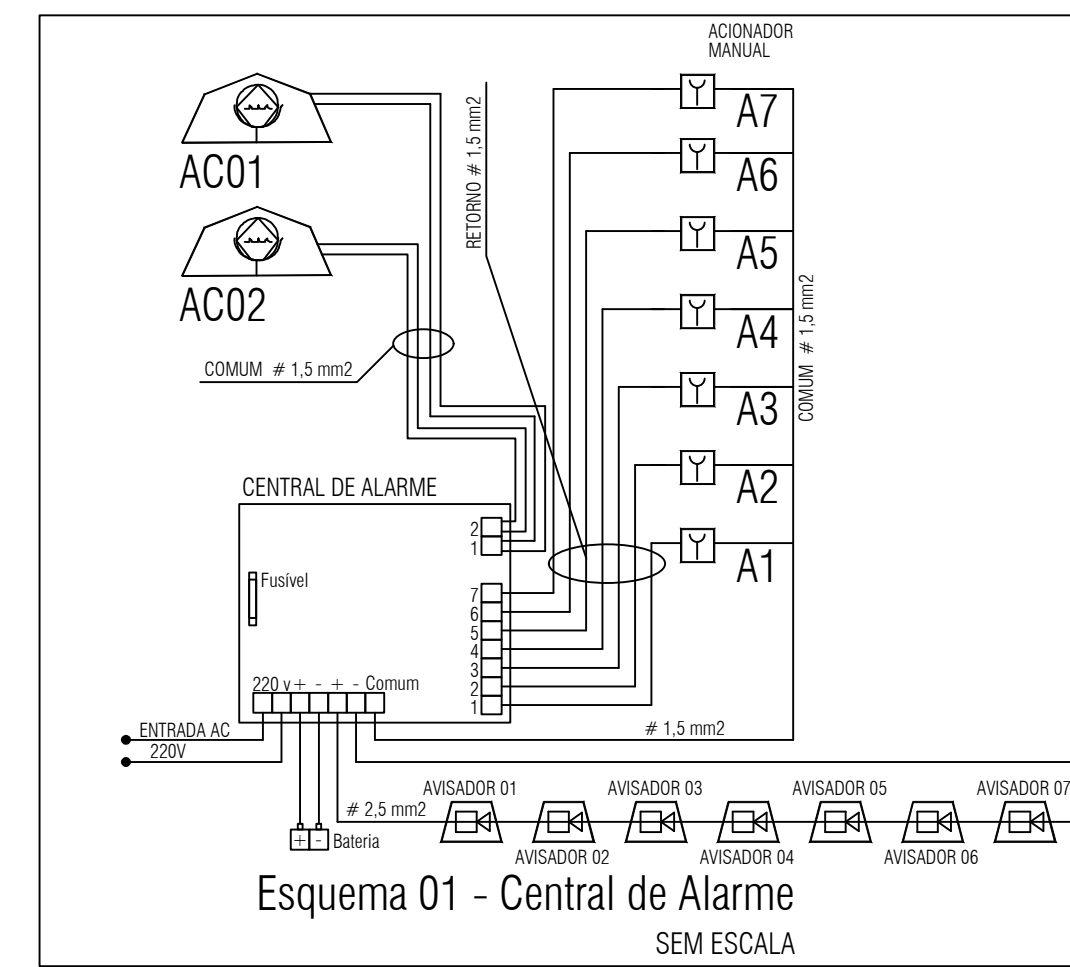 ACIONADOR
MANUAL
A7
A6
A5
A4
A3
A2
A1
RETORNO # 1,5 mm2
COMUM # 1,5 mm2
AC01
AC02
COMUM # 1,5 mm2
CENTRAL DE ALARME
2
1
Fusível
7
6
5
4
3
2
1
220 v + - + - Comum
ENTRADA AC
220V
# 1,5 mm2
# 2,5 mm2
+ - Bateria
AVISADOR 01
AVISADOR 02
AVISADOR 03
AVISADOR 04
AVISADOR 05
AVISADOR 06
AVISADOR 07
Esquema 01 - Central de Alarme
SEM ESCALA